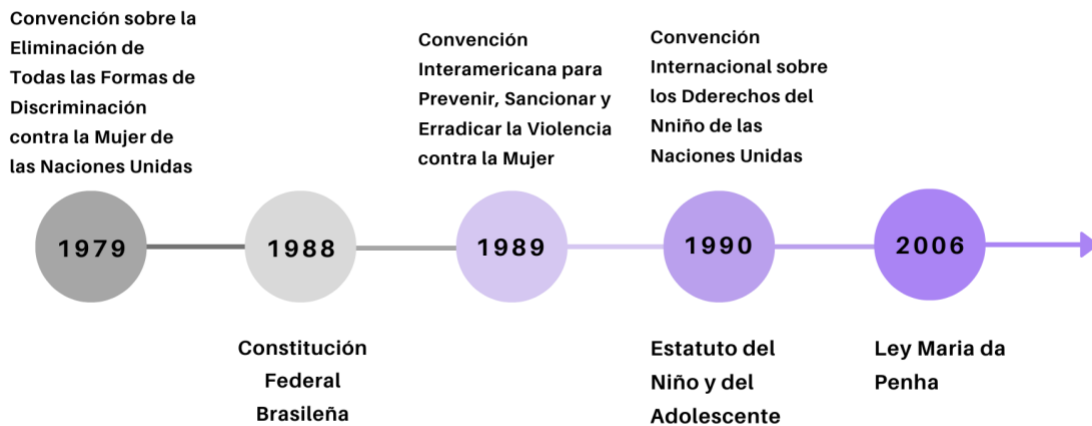 Convención sobre la
Eliminación de
Todas las Formas de
Discriminación
contra la Mujer de
las Naciones Unidas
Convención
Interamericana para
Prevenir, Sancionar y
Erradicar la Violencia
contra la Mujer
Convención
Internacional sobre
los Dderechos del
Nniño de las
Naciones Unidas
1979
1988
1989
1990
2006
Constitución
Federal
Brasileña
Estatuto del
Niño y del
Adolescente
Ley Maria da
Penha